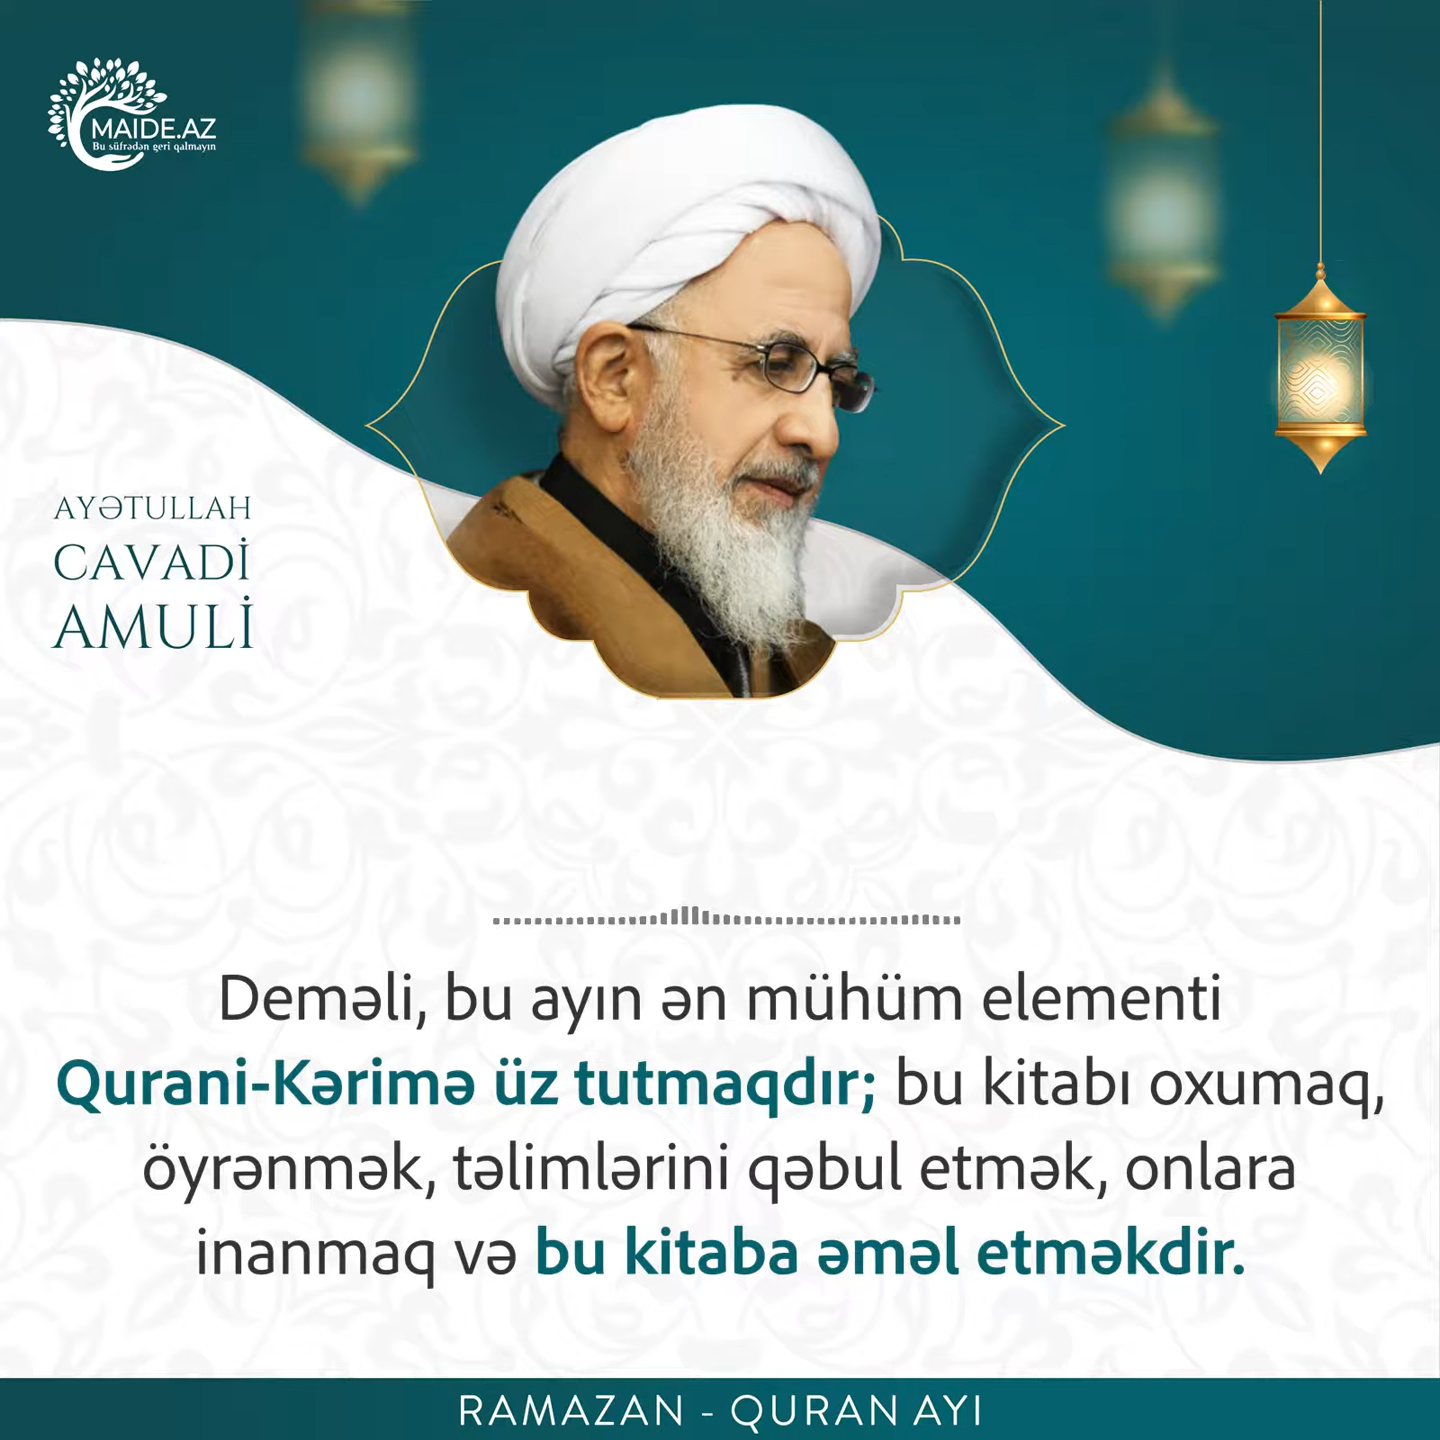 MAIDE.AZ
Bu süfrədən geri qalmayın
AYƏTULLAH
CAVADİ
AMULİ
Deməli, bu ayın ən mühüm elementi
Qurani-Kərimə üz tutmaqdır; bu kitabı oxumaq,
öyrənmək, təlimlərini qəbul etmək, onlara
inanmaq və bu kitaba əməl etməkdir.
RAMAZAN - QURAN AYI